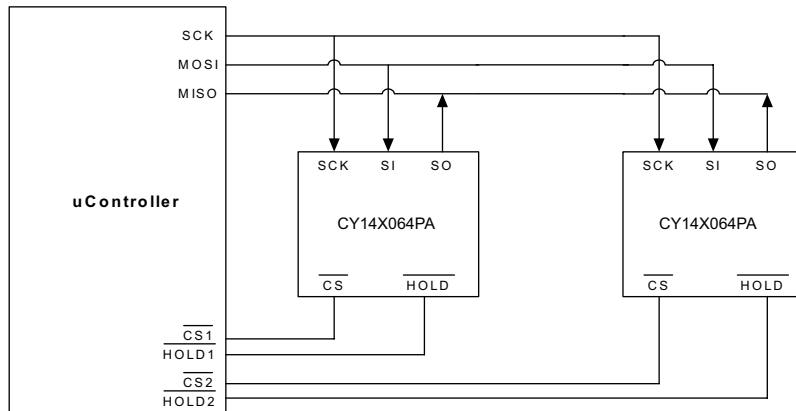 SCK
MOSI
MISO
SCK SI SO
SCK SI SO
uController
CY14X064PA
CY14X064PA
CS HOLD
CS HOLD
CS1
HOLD1
CS2
HOLD2